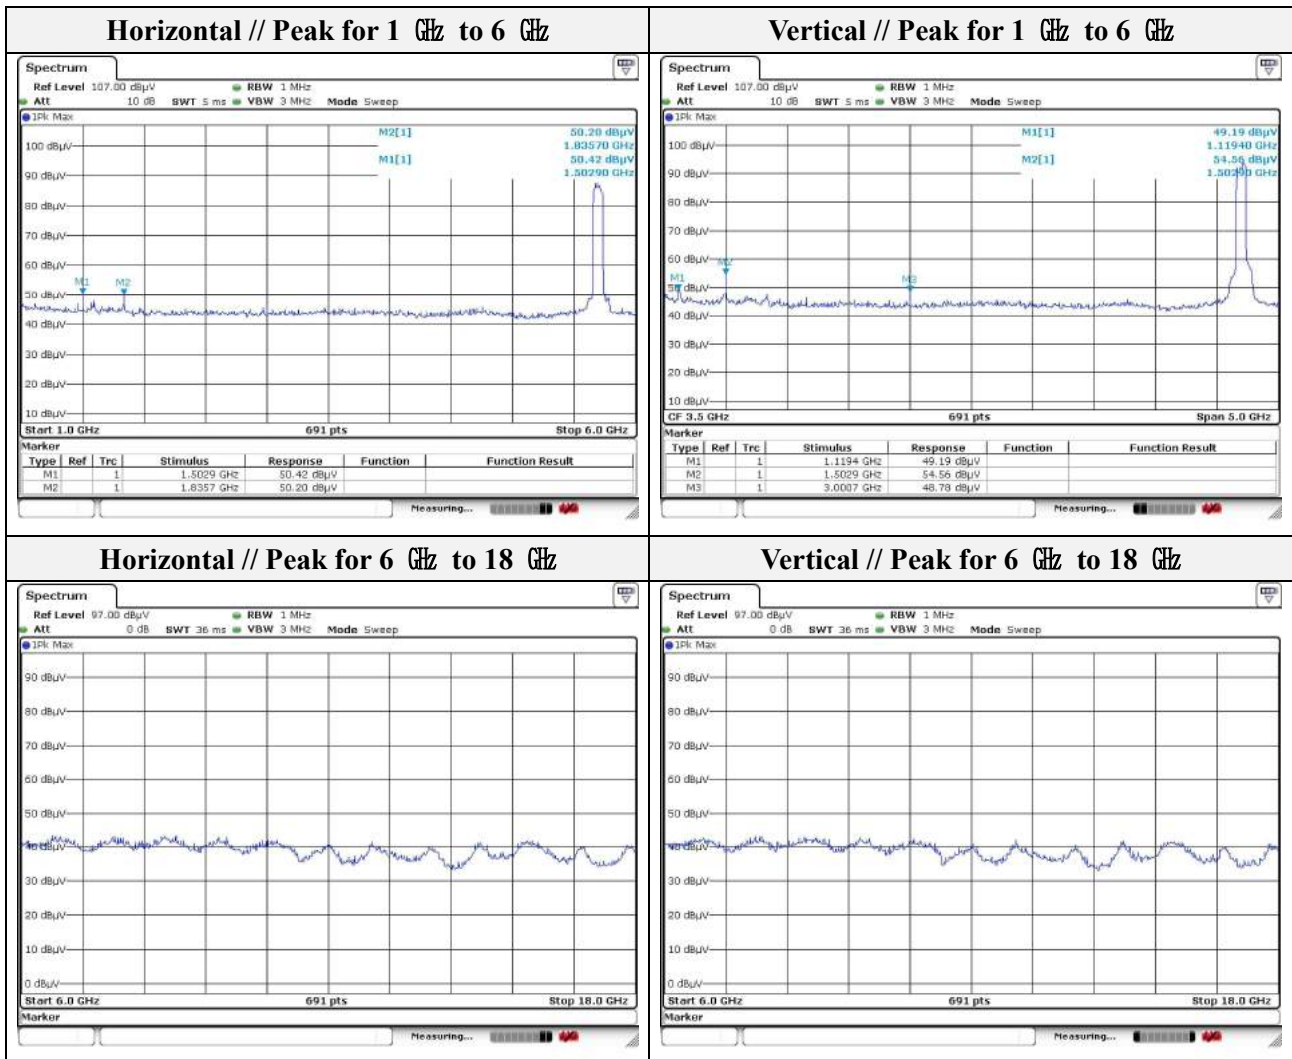 Horizontal // Peak for 1 ㎓ to 6 ㎓
Spectrum
Ref Level 107.00 dBµV RBW 1 MHz
Att 10 dB SWT 5 ms VBW 3 MHz Mode Sweep
1Pk Max
M2[1] 50.20 dBµV
1.83570 GHz
M1[1] 50.42 dBµV
1.50290 GHz
100 dBµV
90 dBµV
80 dBµV
70 dBµV
60 dBµV
M1 M2
50 dBµV
40 dBµV
30 dBµV
20 dBµV
10 dBµV
Start 1.0 GHz 691 pts Stop 6.0 GHz
Marker
Type Ref Trc Stimulus Response Function Function Result
M1 1 1.5029 GHz 50.42 dBµV
M2 1 1.8357 GHz 50.20 dBµV
Measuring...
Vertical // Peak for 1 ㎓ to 6 ㎓
Spectrum
Ref Level 107.00 dBµV RBW 1 MHz
Att 10 dB SWT 5 ms VBW 3 MHz Mode Sweep
1Pk Max
M1[1] 49.19 dBµV
1.11940 GHz
M2[1] 54.56 dBµV
1.50290 GHz
100 dBµV
90 dBµV
80 dBµV
70 dBµV
60 dBµV
M2
M1 M3
50 dBµV
40 dBµV
30 dBµV
20 dBµV
10 dBµV
CF 3.5 GHz 691 pts Span 5.0 GHz
Marker
Type Ref Trc Stimulus Response Function Function Result
M1 1 1.1194 GHz 49.19 dBµV
M2 1 1.5029 GHz 54.56 dBµV
M3 1 3.0007 GHz 48.78 dBµV
Measuring...
Horizontal // Peak for 6 ㎓ to 18 ㎓
Spectrum
Ref Level 97.00 dBµV RBW 1 MHz
Att 0 dB SWT 36 ms VBW 3 MHz Mode Sweep
1Pk Max
90 dBµV
80 dBµV
70 dBµV
60 dBµV
50 dBµV
40 dBµV
30 dBµV
20 dBµV
10 dBµV
0 dBµV
Start 6.0 GHz 691 pts Stop 18.0 GHz
Marker
Measuring...
Vertical // Peak for 6 ㎓ to 18 ㎓
Spectrum
Ref Level 97.00 dBµV RBW 1 MHz
Att 0 dB SWT 36 ms VBW 3 MHz Mode Sweep
1Pk Max
90 dBµV
80 dBµV
70 dBµV
60 dBµV
50 dBµV
40 dBµV
30 dBµV
20 dBµV
10 dBµV
0 dBµV
Start 6.0 GHz 691 pts Stop 18.0 GHz
Marker
Measuring...